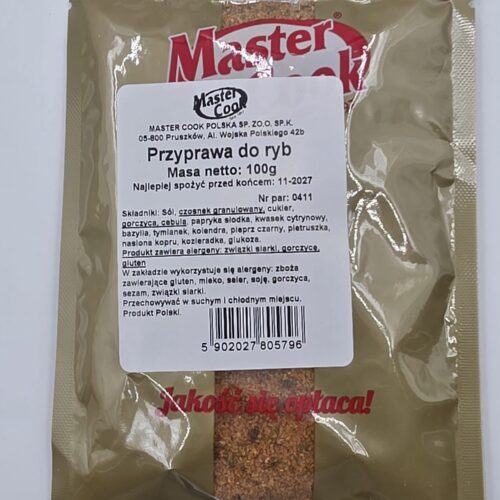 Master
Cook
Master
Cook
MASTER COOK POLSKA SP. ZO.O. SP.K.
05-800 Pruszków, Al. Wojska Polskiego 42b
Przyprawa do ryb
Masa netto: 100g
Najlepiej spożyć przed końcem: 11-2027
Nr par: 0411
Składniki: Sól, czosnek granulowany, cukier,
gorczyca, cebula, papryka słodka, kwasek cytrynowy,
bazylia, tymianek, kolendra, pieprz czarny, pietruszka,
nasiona kopru, kozieradka, glukoza.
Produkt zawiera alergeny: związki siarki, gorczycę,
gluten
W zakładzie wykorzystuje się alergeny: zboża
zawierające gluten, mleko, seler, soję, gorczyca,
sezam, związki siarki.
Przechowywać w suchym i chłodnym miejscu.
Produkt Polski.
5 902027 805796
Jakość się opłaca!